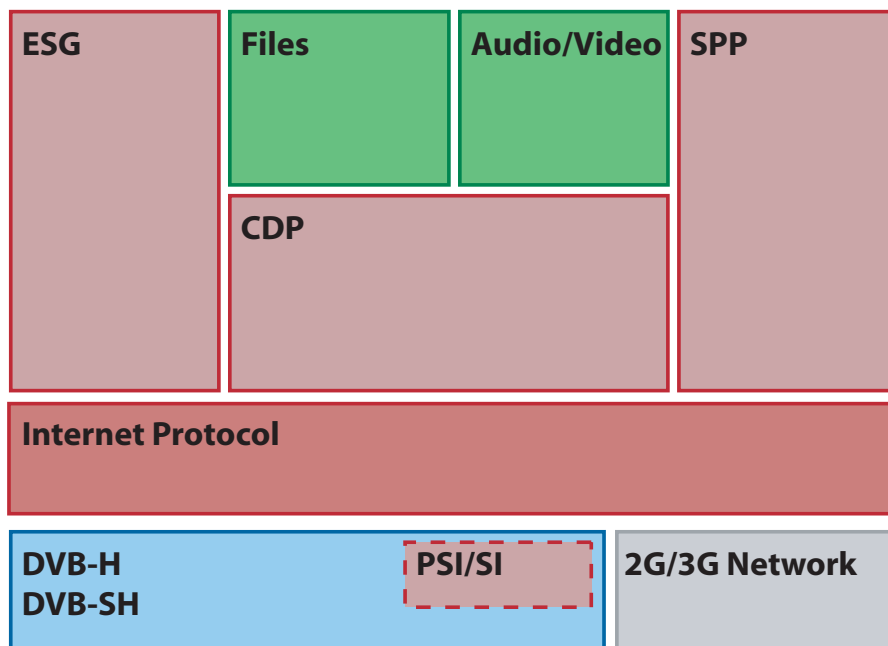 ESG
Files
Audio/Video
SPP
CDP
Internet Protocol
DVB-H
DVB-SH
PSI/SI
2G/3G Network